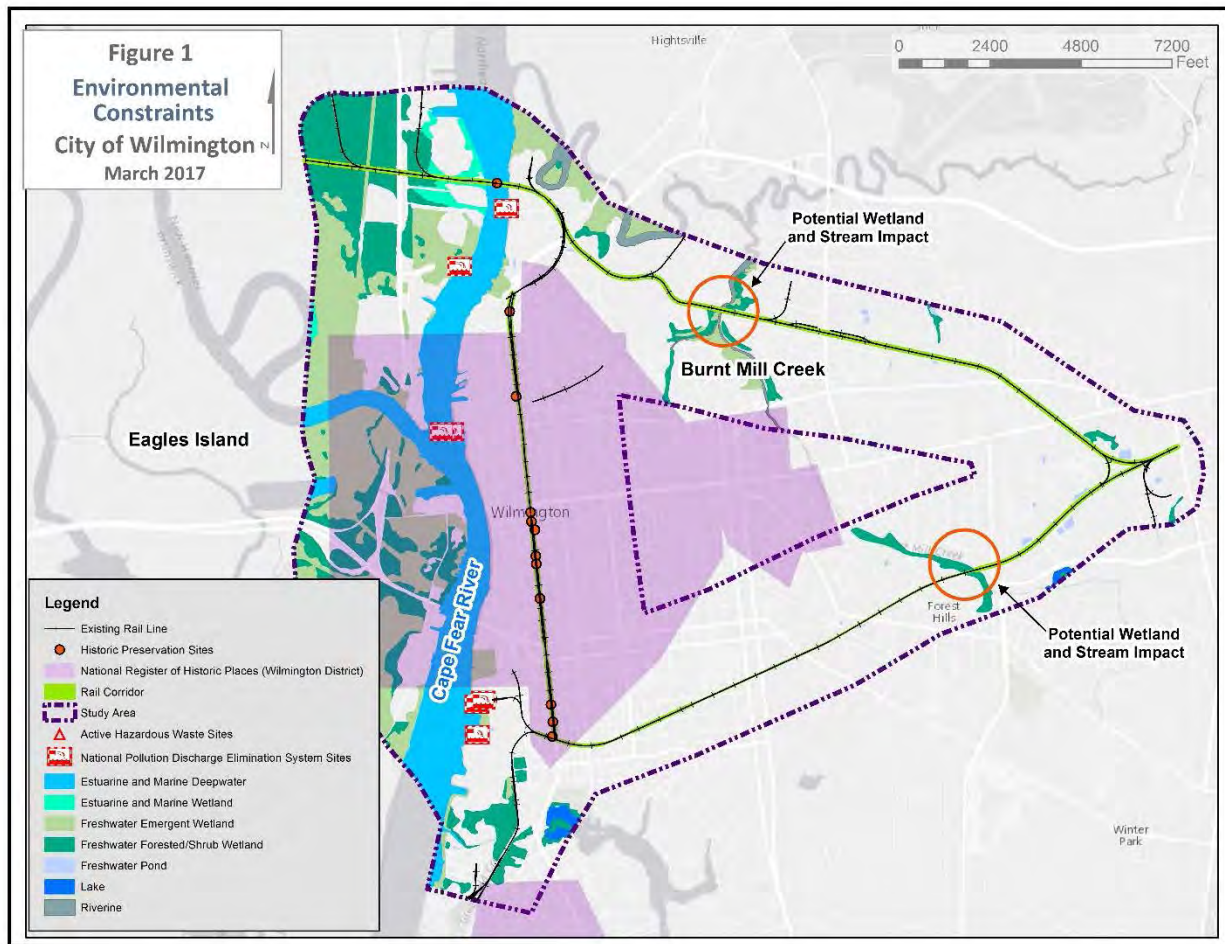 Figure 1
Environmental
Constraints
City of Wilmington
March 2017
N
Hightsville
0 2400 4800 7200
Feet
Potential Wetland
and Stream Impact
Burnt Mill Creek
Eagles Island
Wilmington
Cape Fear River
Forest
Hills
Potential Wetland
and Stream Impact
Winter
Park
Legend
Existing Rail Line
Historic Preservation Sites
National Register of Historic Places (Wilmington District)
Rail Corridor
Study Area
Active Hazardous Waste Sites
National Pollution Discharge Elimination System Sites
Estuarine and Marine Deepwater
Estuarine and Marine Wetland
Freshwater Emergent Wetland
Freshwater Forested/Shrub Wetland
Freshwater Pond
Lake
Riverine